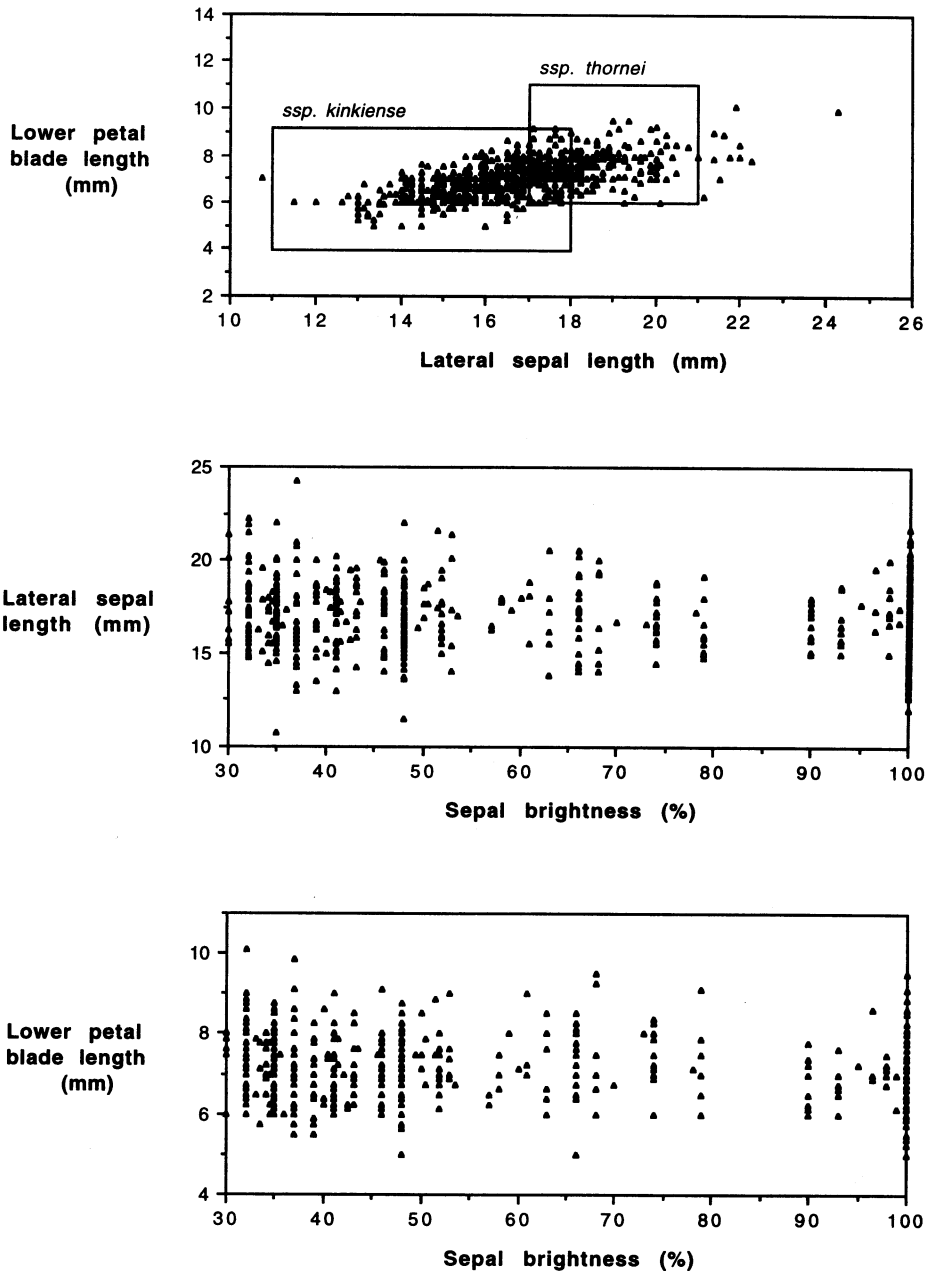 14
12
10
8
6
4
2
Lower petal
blade length
(mm)
ssp. kinkiense
ssp. thornei
10 12 14 16 18 20 22 24 26
Lateral sepal length (mm)
25
20
15
10
Lateral sepal
length (mm)
30 40 50 60 70 80 90 100
Sepal brightness (%)
10
8
6
4
Lower petal
blade length
(mm)
30 40 50 60 70 80 90 100
Sepal brightness (%)